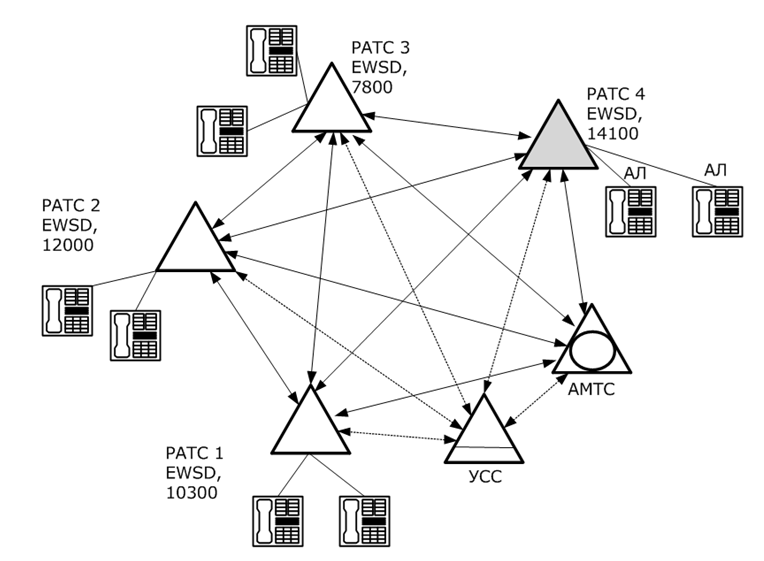 РАТС 3
EWSD,
7800
РАТС 4
EWSD,
14100
АЛ
АЛ
РАТС 2
EWSD,
12000
АМТС
РАТС 1
EWSD,
10300
УСС